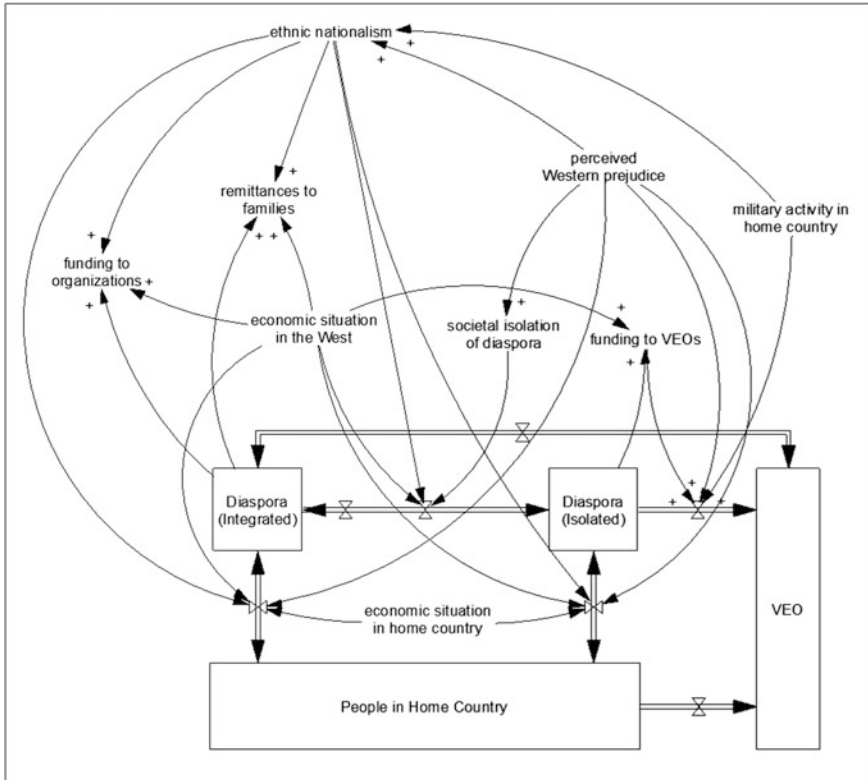 ethnic nationalism
+
+
perceived
Western prejudice
+
remittances to
families
+ +
military activity in
home country
+
funding to
organizations +
+
economic situation
in the West
+
societal isolation
of diaspora
+
funding to VEOs
+
Diaspora
(Integrated)
Diaspora
(Isolated)
+
+
+
VEO
economic situation
in home country
People in Home Country